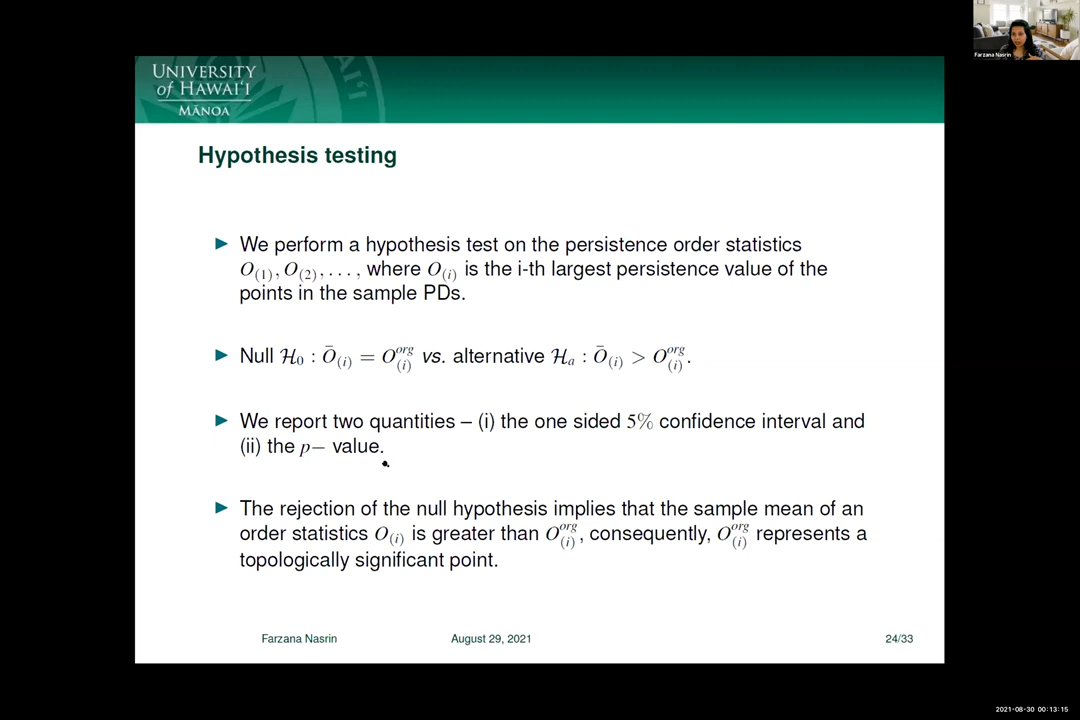 Farzana Nasrin
UNIVERSITY
of HAWAIʻI
MĀNOA
Hypothesis testing
We perform a hypothesis test on the persistence order statistics
O(1), O(2), . . . , where O(i) is the i-th largest persistence value of the
points in the sample PDs.
Null H0 : Ō(i) = O(i)^org vs. alternative Ha : Ō(i) > O(i)^org.
We report two quantities – (i) the one sided 5% confidence interval and
(ii) the p− value.
The rejection of the null hypothesis implies that the sample mean of an
order statistics O(i) is greater than O(i)^org, consequently, O(i)^org represents a
topologically significant point.
Farzana Nasrin August 29, 2021 24/33
2021-08-30 00:13:15